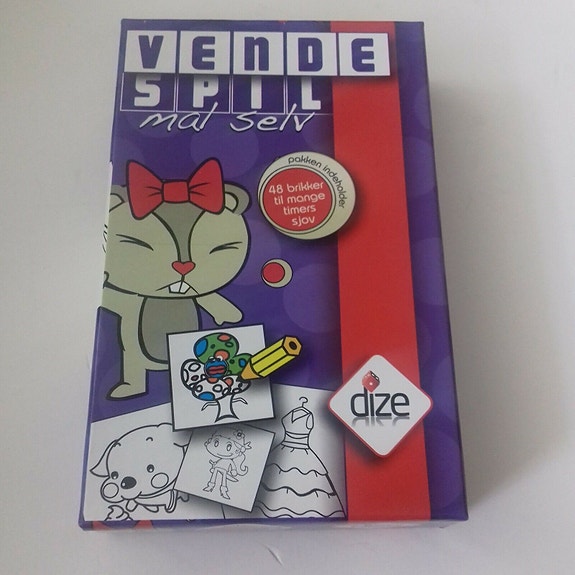 VENDE
SPIL
mal selv
pakken indeholder
48 brikker
til mange
timers
sjov
dize